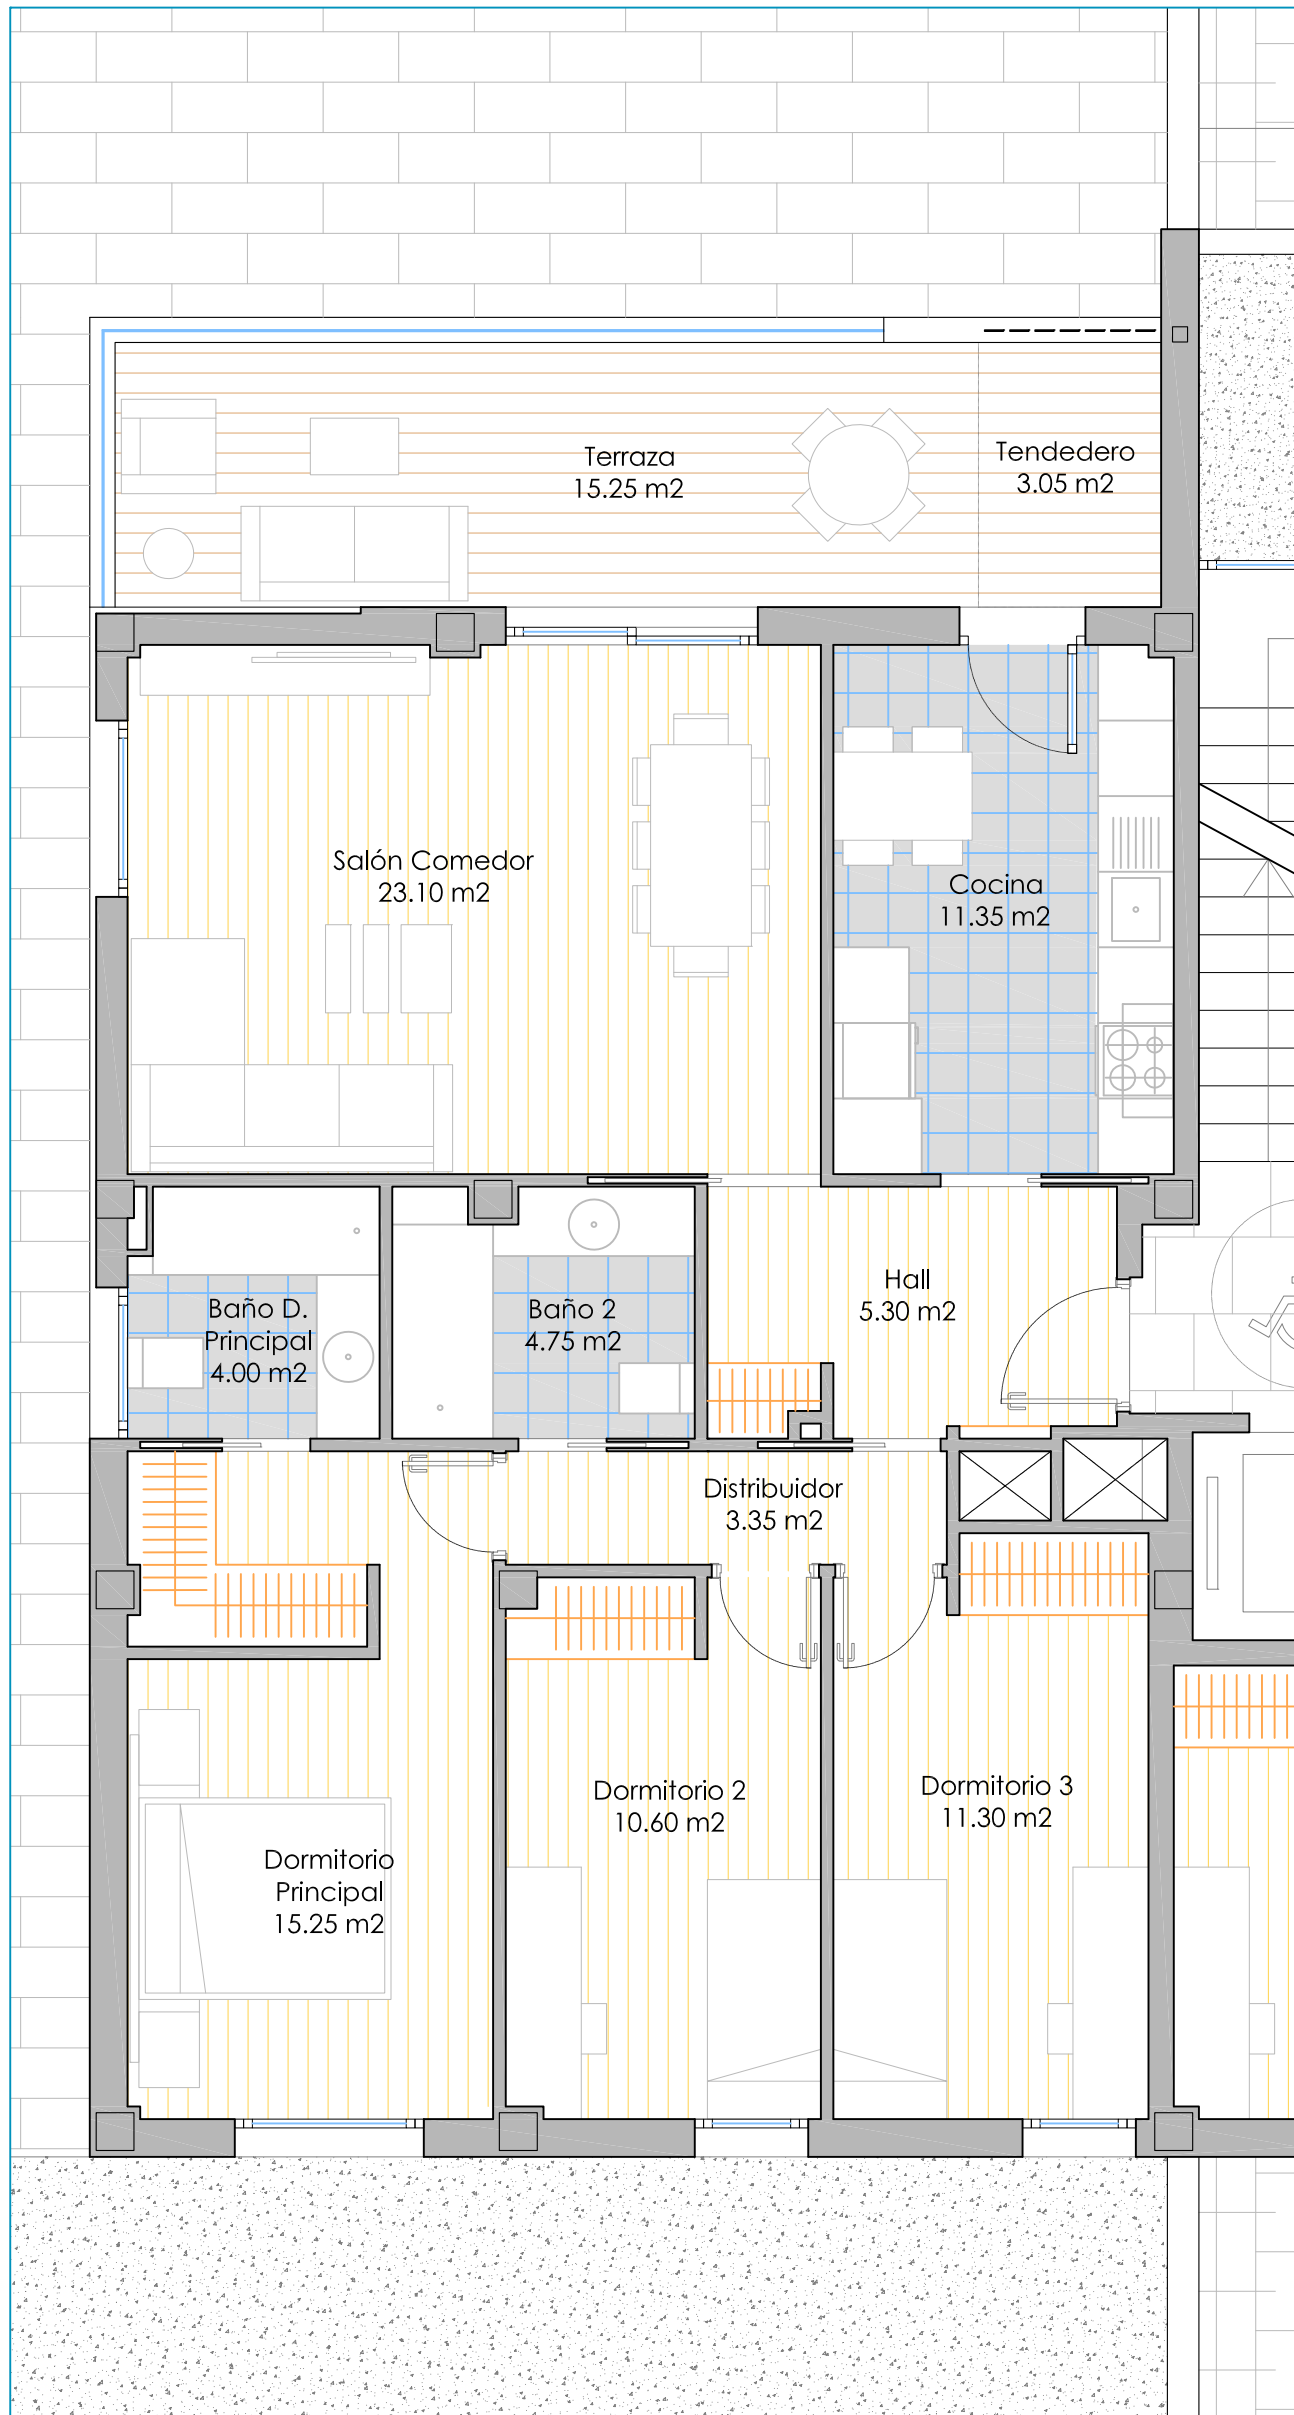 Terraza
15.25 m2
Tendedero
3.05 m2
Salón Comedor
23.10 m2
Cocina
11.35 m2
Hall
5.30 m2
Baño D.
Principal
4.00 m2
Baño 2
4.75 m2
Distribuidor
3.35 m2
Dormitorio 2
10.60 m2
Dormitorio 3
11.30 m2
Dormitorio
Principal
15.25 m2